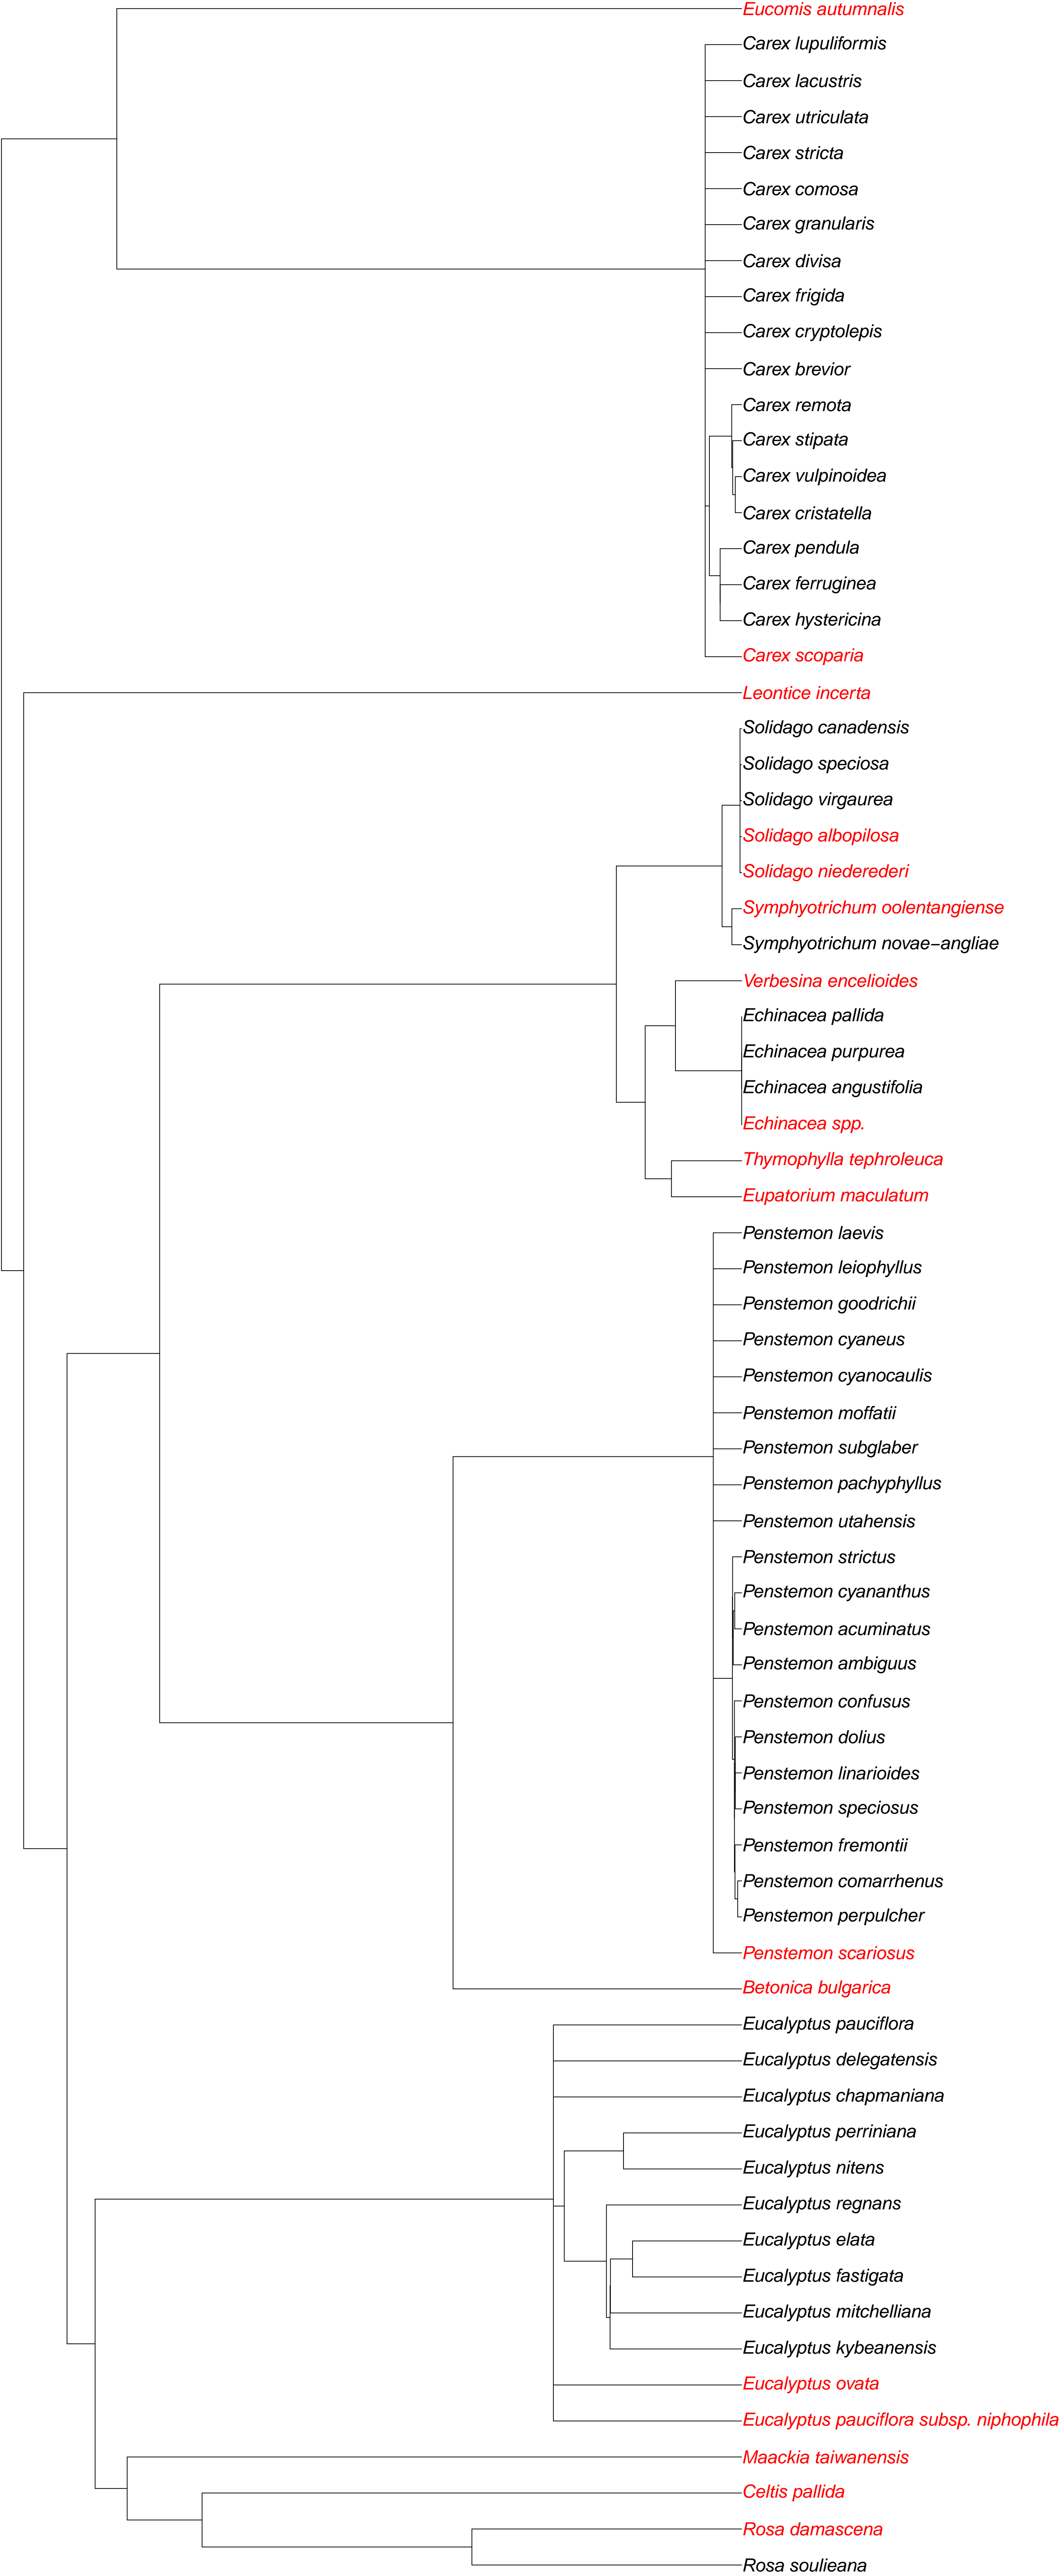 Eucomis autumnalis
Carex lupuliformis
Carex lacustris
Carex utriculata
Carex stricta
Carex comosa
Carex granularis
Carex divisa
Carex frigida
Carex cryptolepis
Carex brevior
Carex remota
Carex stipata
Carex vulpinoidea
Carex cristatella
Carex pendula
Carex ferruginea
Carex hystericina
Carex scoparia
Leontice incerta
Solidago canadensis
Solidago speciosa
Solidago virgaurea
Solidago albopilosa
Solidago niederederi
Symphyotrichum oolentangiense
Symphyotrichum novae−angliae
Verbesina encelioides
Echinacea pallida
Echinacea purpurea
Echinacea angustifolia
Echinacea spp.
Thymophylla tephroleuca
Eupatorium maculatum
Penstemon laevis
Penstemon leiophyllus
Penstemon goodrichii
Penstemon cyaneus
Penstemon cyanocaulis
Penstemon moffatii
Penstemon subglaber
Penstemon pachyphyllus
Penstemon utahensis
Penstemon strictus
Penstemon cyananthus
Penstemon acuminatus
Penstemon ambiguus
Penstemon confusus
Penstemon dolius
Penstemon linarioides
Penstemon speciosus
Penstemon fremontii
Penstemon comarrhenus
Penstemon perpulcher
Penstemon scariosus
Betonica bulgarica
Eucalyptus pauciflora
Eucalyptus delegatensis
Eucalyptus chapmaniana
Eucalyptus perriniana
Eucalyptus nitens
Eucalyptus regnans
Eucalyptus elata
Eucalyptus fastigata
Eucalyptus mitchelliana
Eucalyptus kybeanensis
Eucalyptus ovata
Eucalyptus pauciflora subsp. niphophila
Maackia taiwanensis
Celtis pallida
Rosa damascena
Rosa soulieana